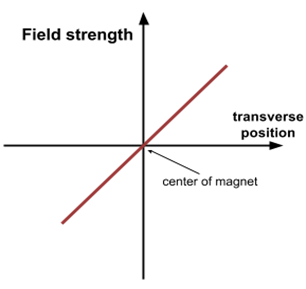 Field strength
transverse
position
center of magnet